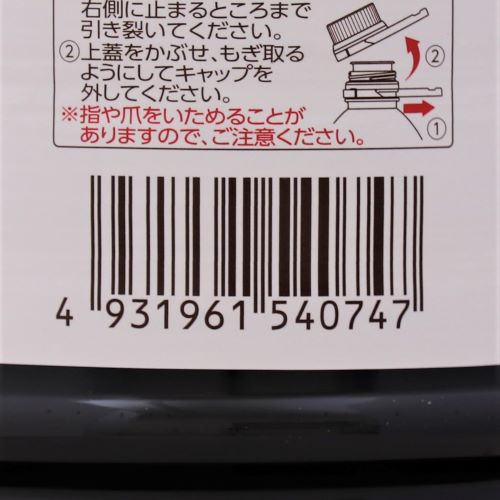 右側に止まるところまで
引き裂いてください。
②上蓋をかぶせ、もぎ取る
ようにしてキャップを
外してください。
※指や爪をいためることが
ありますので、ご注意ください。
②
①
4 931961 540747